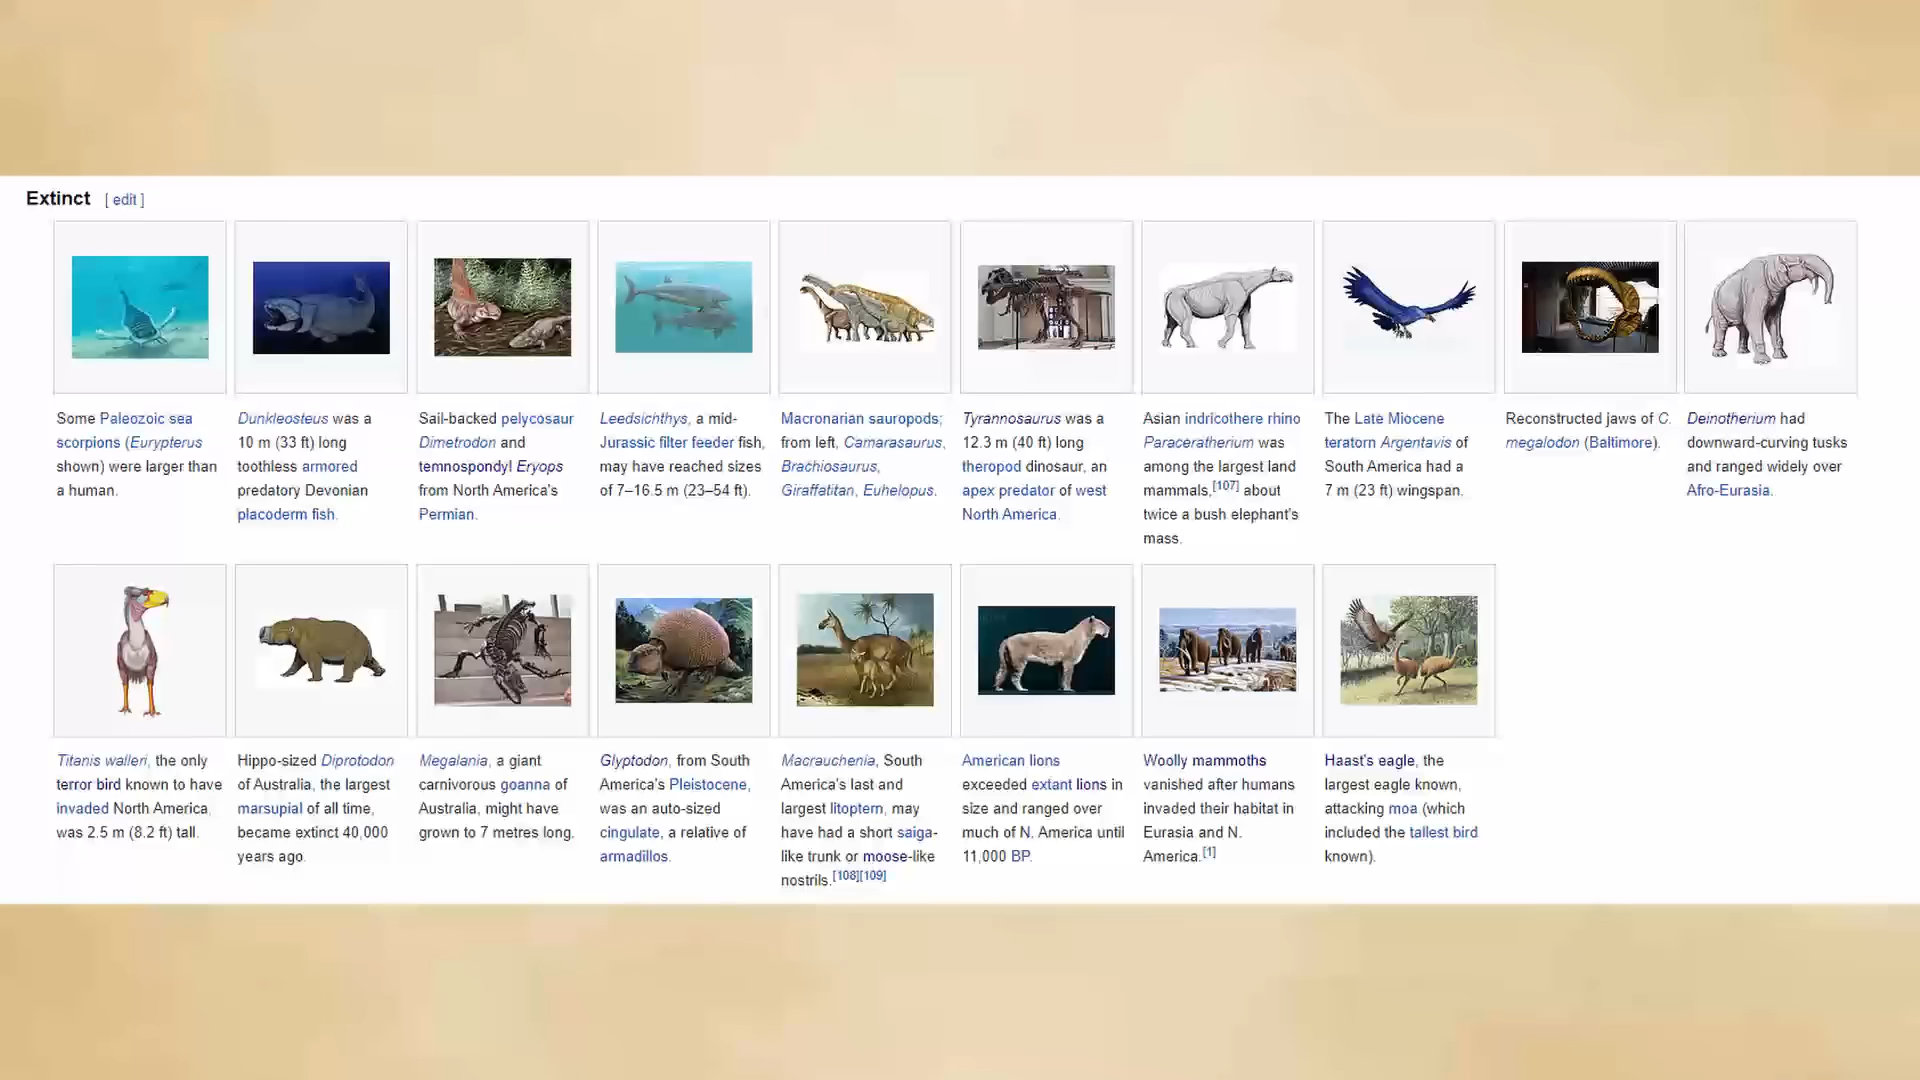 Extinct [ edit ]
Some Paleozoic sea
scorpions (Eurypterus
shown) were larger than
a human.
Dunkleosteus was a
10 m (33 ft) long
toothless armored
predatory Devonian
placoderm fish.
Sail-backed pelycosaur
Dimetrodon and
temnospondyl Eryops
from North America's
Permian.
Leedsichthys, a mid-
Jurassic filter feeder fish,
may have reached sizes
of 7–16.5 m (23–54 ft).
Macronarian sauropods;
from left, Camarasaurus,
Brachiosaurus,
Giraffatitan, Euhelopus.
Tyrannosaurus was a
12.3 m (40 ft) long
theropod dinosaur, an
apex predator of west
North America.
Asian indricothere rhino
Paraceratherium was
among the largest land
mammals,[107] about
twice a bush elephant's
mass.
The Late Miocene
teratorn Argentavis of
South America had a
7 m (23 ft) wingspan.
Reconstructed jaws of C.
megalodon (Baltimore).
Deinotherium had
downward-curving tusks
and ranged widely over
Afro-Eurasia.
Titanis walleri, the only
terror bird known to have
invaded North America,
was 2.5 m (8.2 ft) tall.
Hippo-sized Diprotodon
of Australia, the largest
marsupial of all time,
became extinct 40,000
years ago.
Megalania, a giant
carnivorous goanna of
Australia, might have
grown to 7 metres long.
Glyptodon, from South
America's Pleistocene,
was an auto-sized
cingulate, a relative of
armadillos.
Macrauchenia, South
America's last and
largest litoptern, may
have had a short saiga-
like trunk or moose-like
nostrils.[108][109]
American lions
exceeded extant lions in
size and ranged over
much of N. America until
11,000 BP.
Woolly mammoths
vanished after humans
invaded their habitat in
Eurasia and N.
America.[1]
Haast's eagle, the
largest eagle known,
attacking moa (which
included the tallest bird
known).